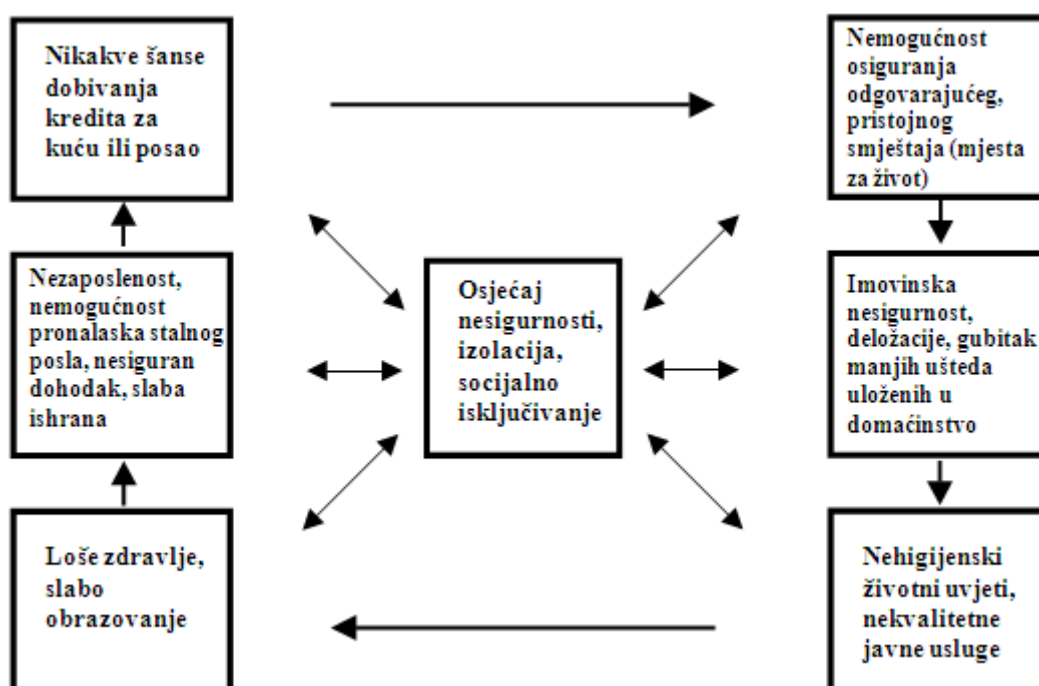 Nikakve šanse
dobivanja
kredita za
kuću ili posao
Nemogućnost
osiguranja
odgovarajućeg,
pristojnog
smještaja (mjesta
za život)
Nezaposlenost,
nemogućnost
pronalaska stalnog
posla, nesiguran
dohodak, slaba
ishrana
Osjećaj
nesigurnosti,
izolacija,
socijalno
isključivanje
Imovinska
nesigurnost,
deložacije, gubitak
manjih ušteda
uloženih u
domaćinstvo
Loše zdravlje,
slabo
obrazovanje
Nehigijenski
životni uvjeti,
nekvalitetne
javne usluge